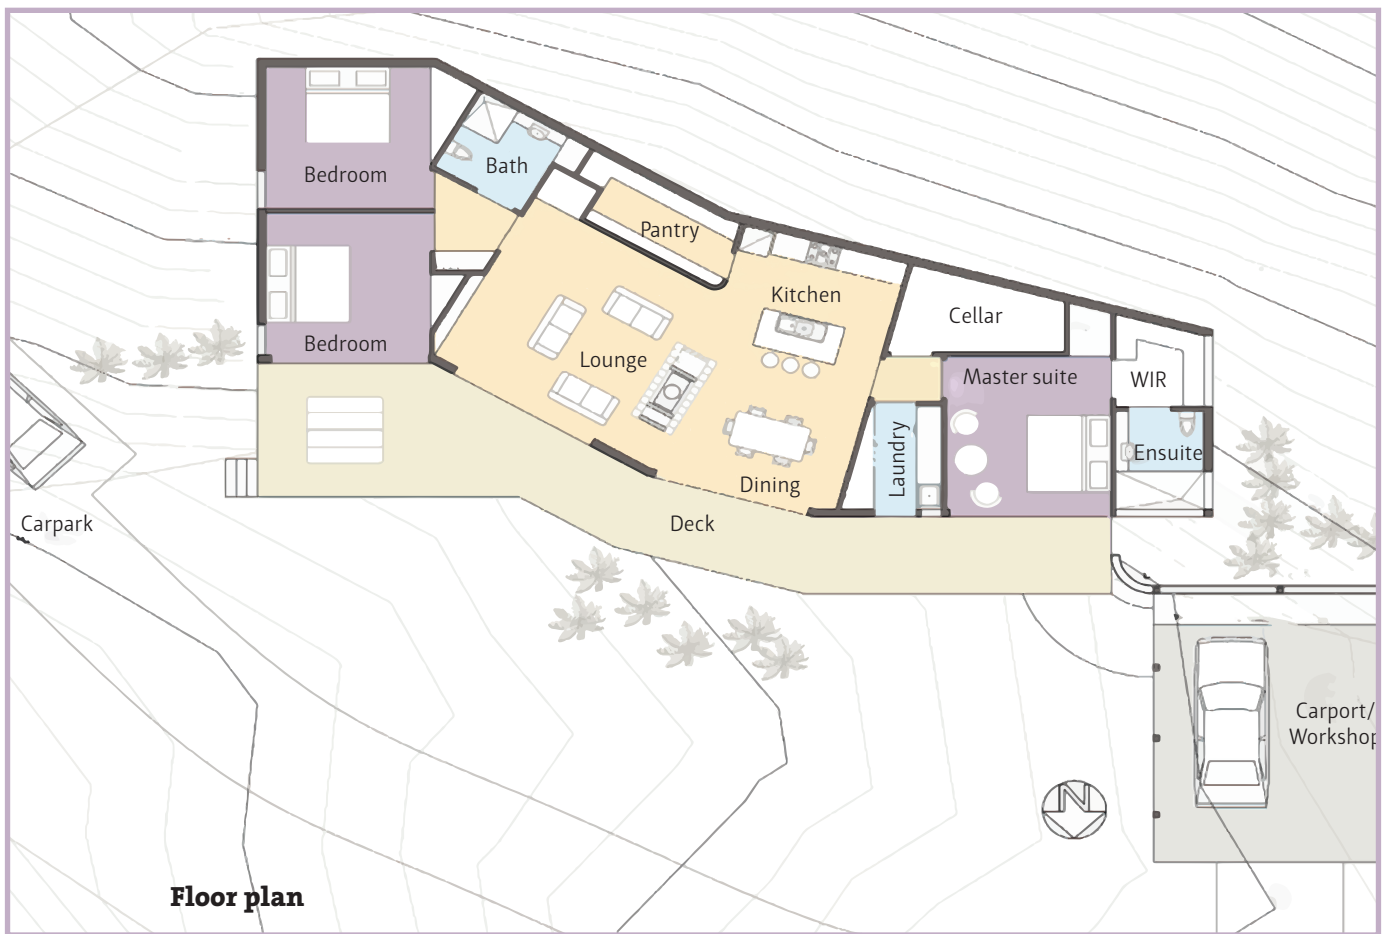 Bedroom
Bath
Pantry
Kitchen
Bedroom
Lounge
Cellar
Master suite
WIR
Laundry
Ensuite
Dining
Deck
Carpark
N
Carport/
Workshop
Floor plan